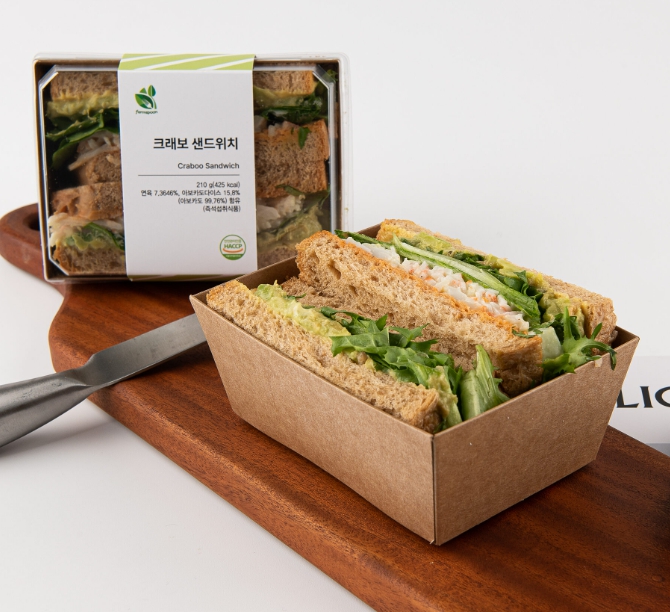 크래보 샌드위치
Craboo Sandwich
210 g(425 kcal)
연육 7,3646%, 아보카도다이스 15,8%
(아보카도 99,76%) 함유
(즉석섭취식품)
HACCP
LIG